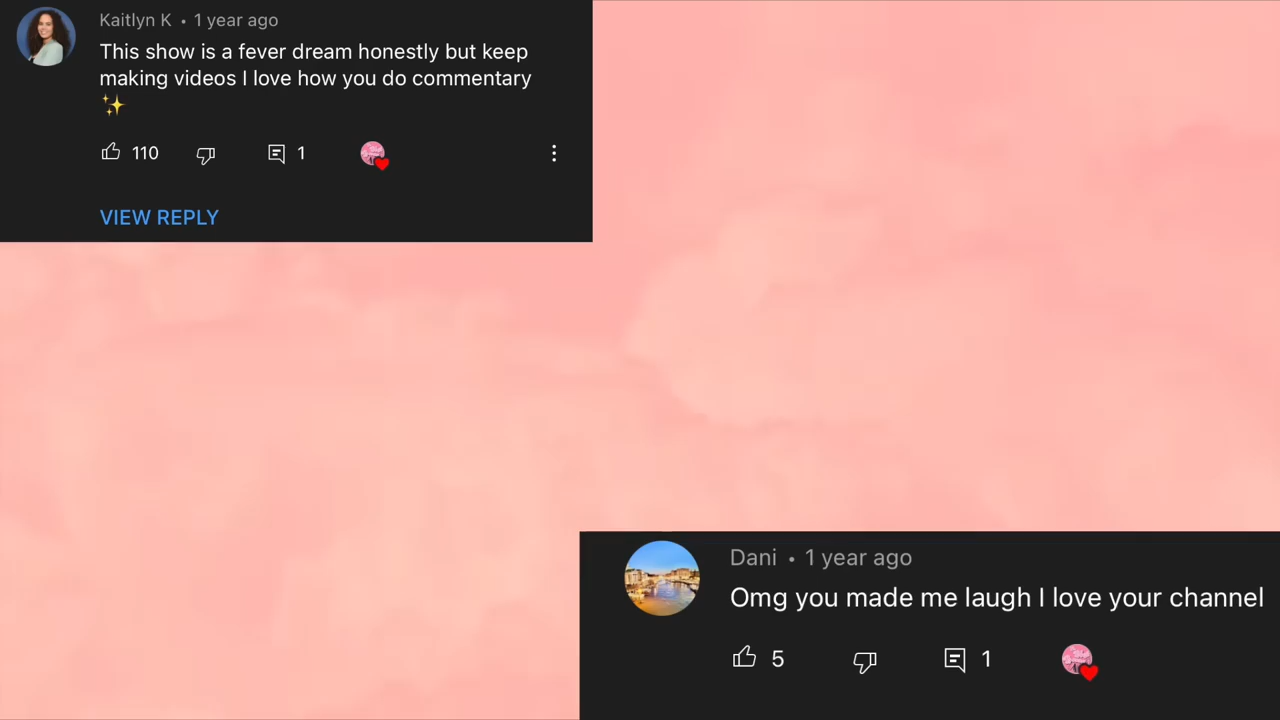 Kaitlyn K • 1 year ago
This show is a fever dream honestly but keep
making videos I love how you do commentary
✨
110
1
VIEW REPLY
Dani • 1 year ago
Omg you made me laugh I love your channel
5
1